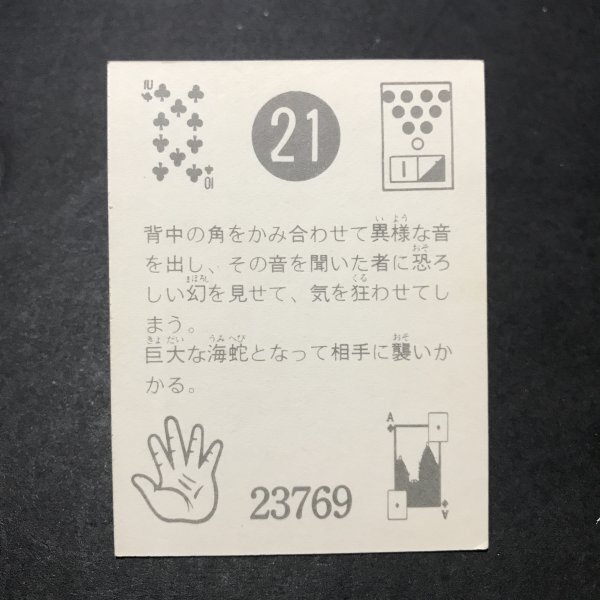 10
21
10
1
背中の角をかみ合わせて異様な音
を出し、その音を聞いた者に恐ろ
しい幻を見せて、気を狂わせてし
まう。
巨大な海蛇となって相手に襲いか
かる。
A
23769
A